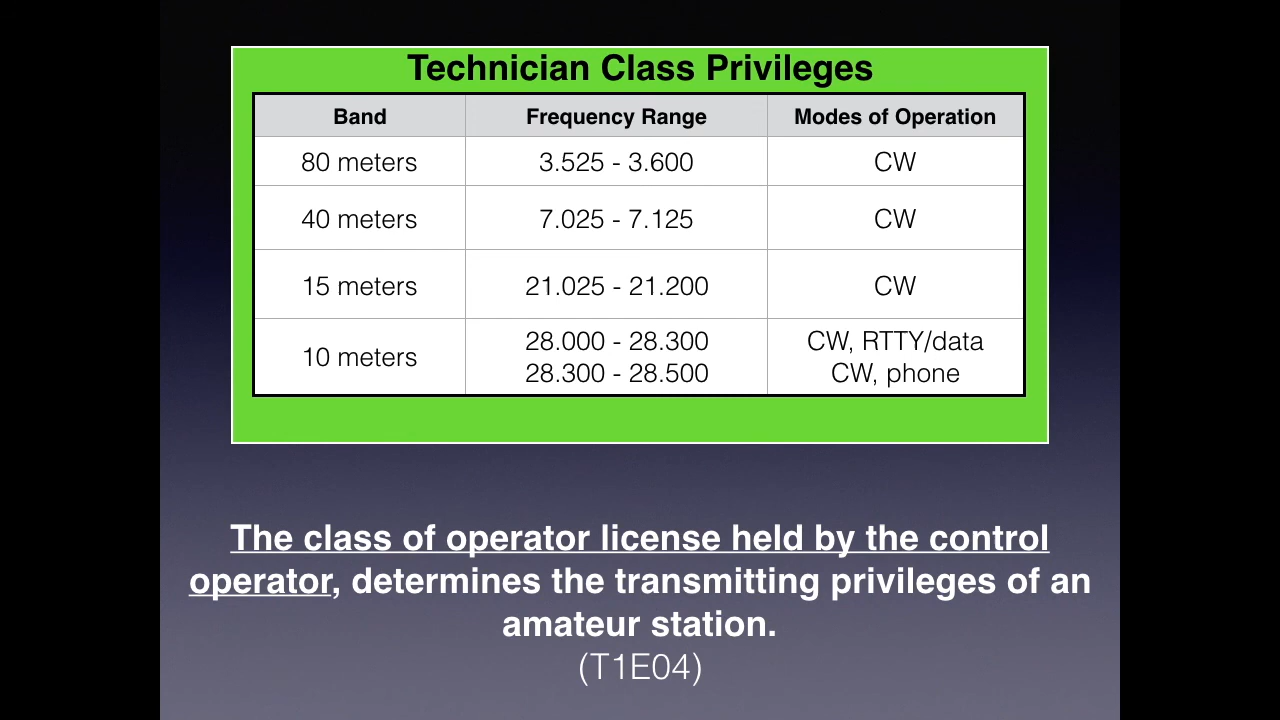 Technician Class Privileges
Band Frequency Range Modes of Operation
80 meters 3.525 - 3.600 CW
40 meters 7.025 - 7.125 CW
15 meters 21.025 - 21.200 CW
10 meters 28.000 - 28.300 CW, RTTY/data
28.300 - 28.500 CW, phone
The class of operator license held by the control
operator, determines the transmitting privileges of an
amateur station.
(T1E04)